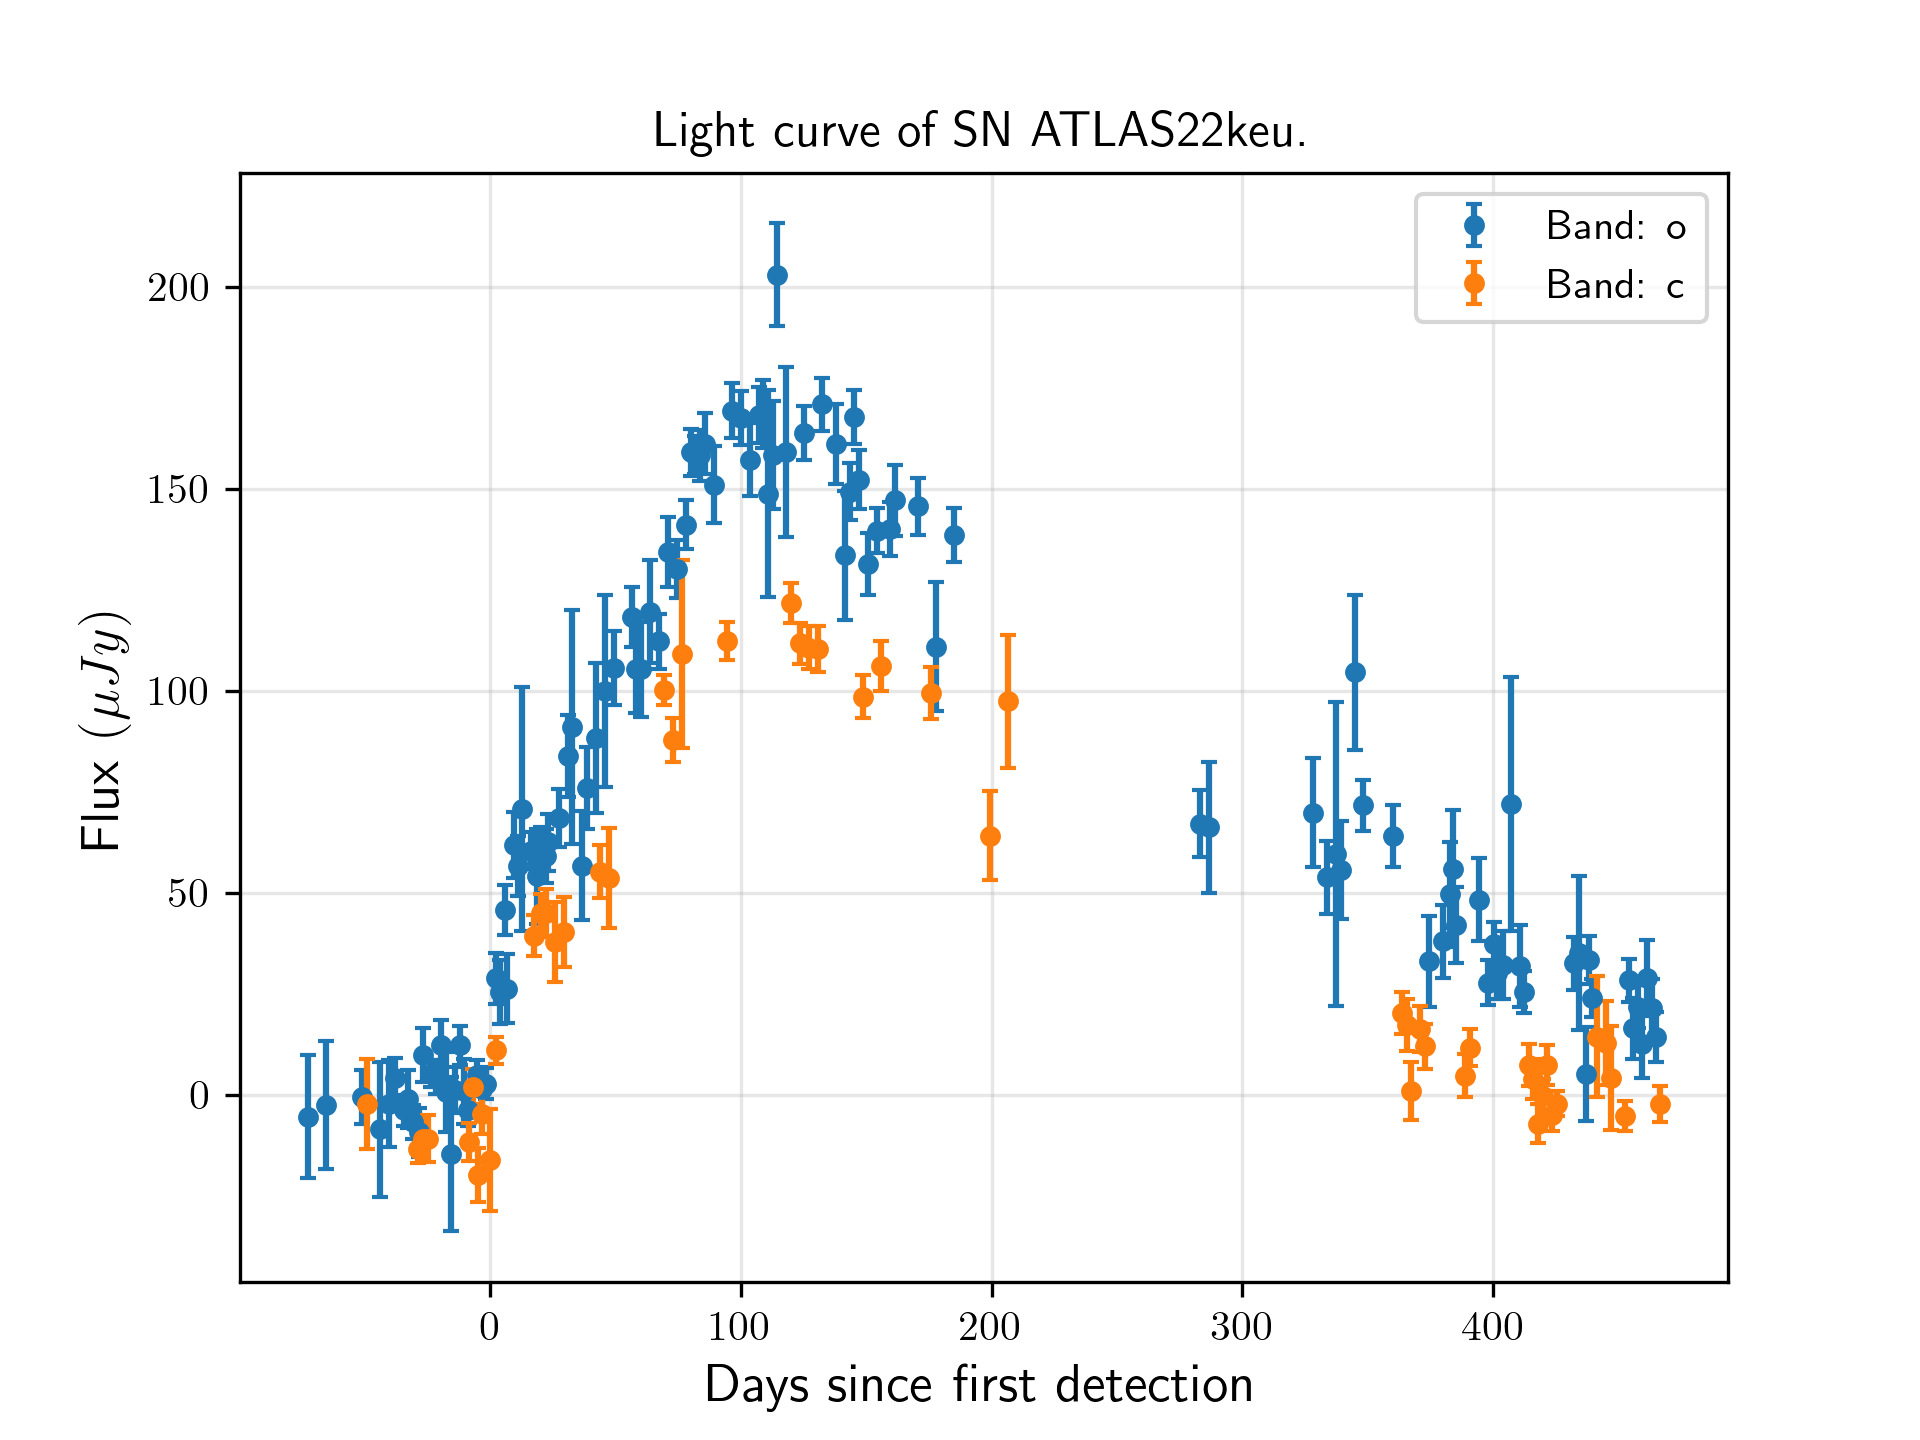 Light curve of SN ATLAS22keu.
Band: o
Band: c
Flux (μJy)
200
150
100
50
0
0 100 200 300 400
Days since first detection